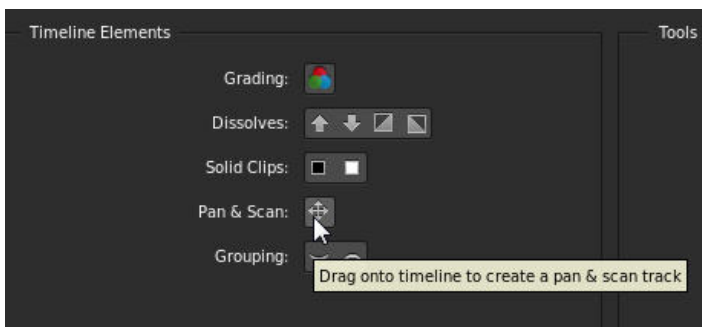 Timeline Elements
Tools
Grading:
Dissolves:
Solid Clips:
Pan & Scan:
Grouping:
Drag onto timeline to create a pan & scan track